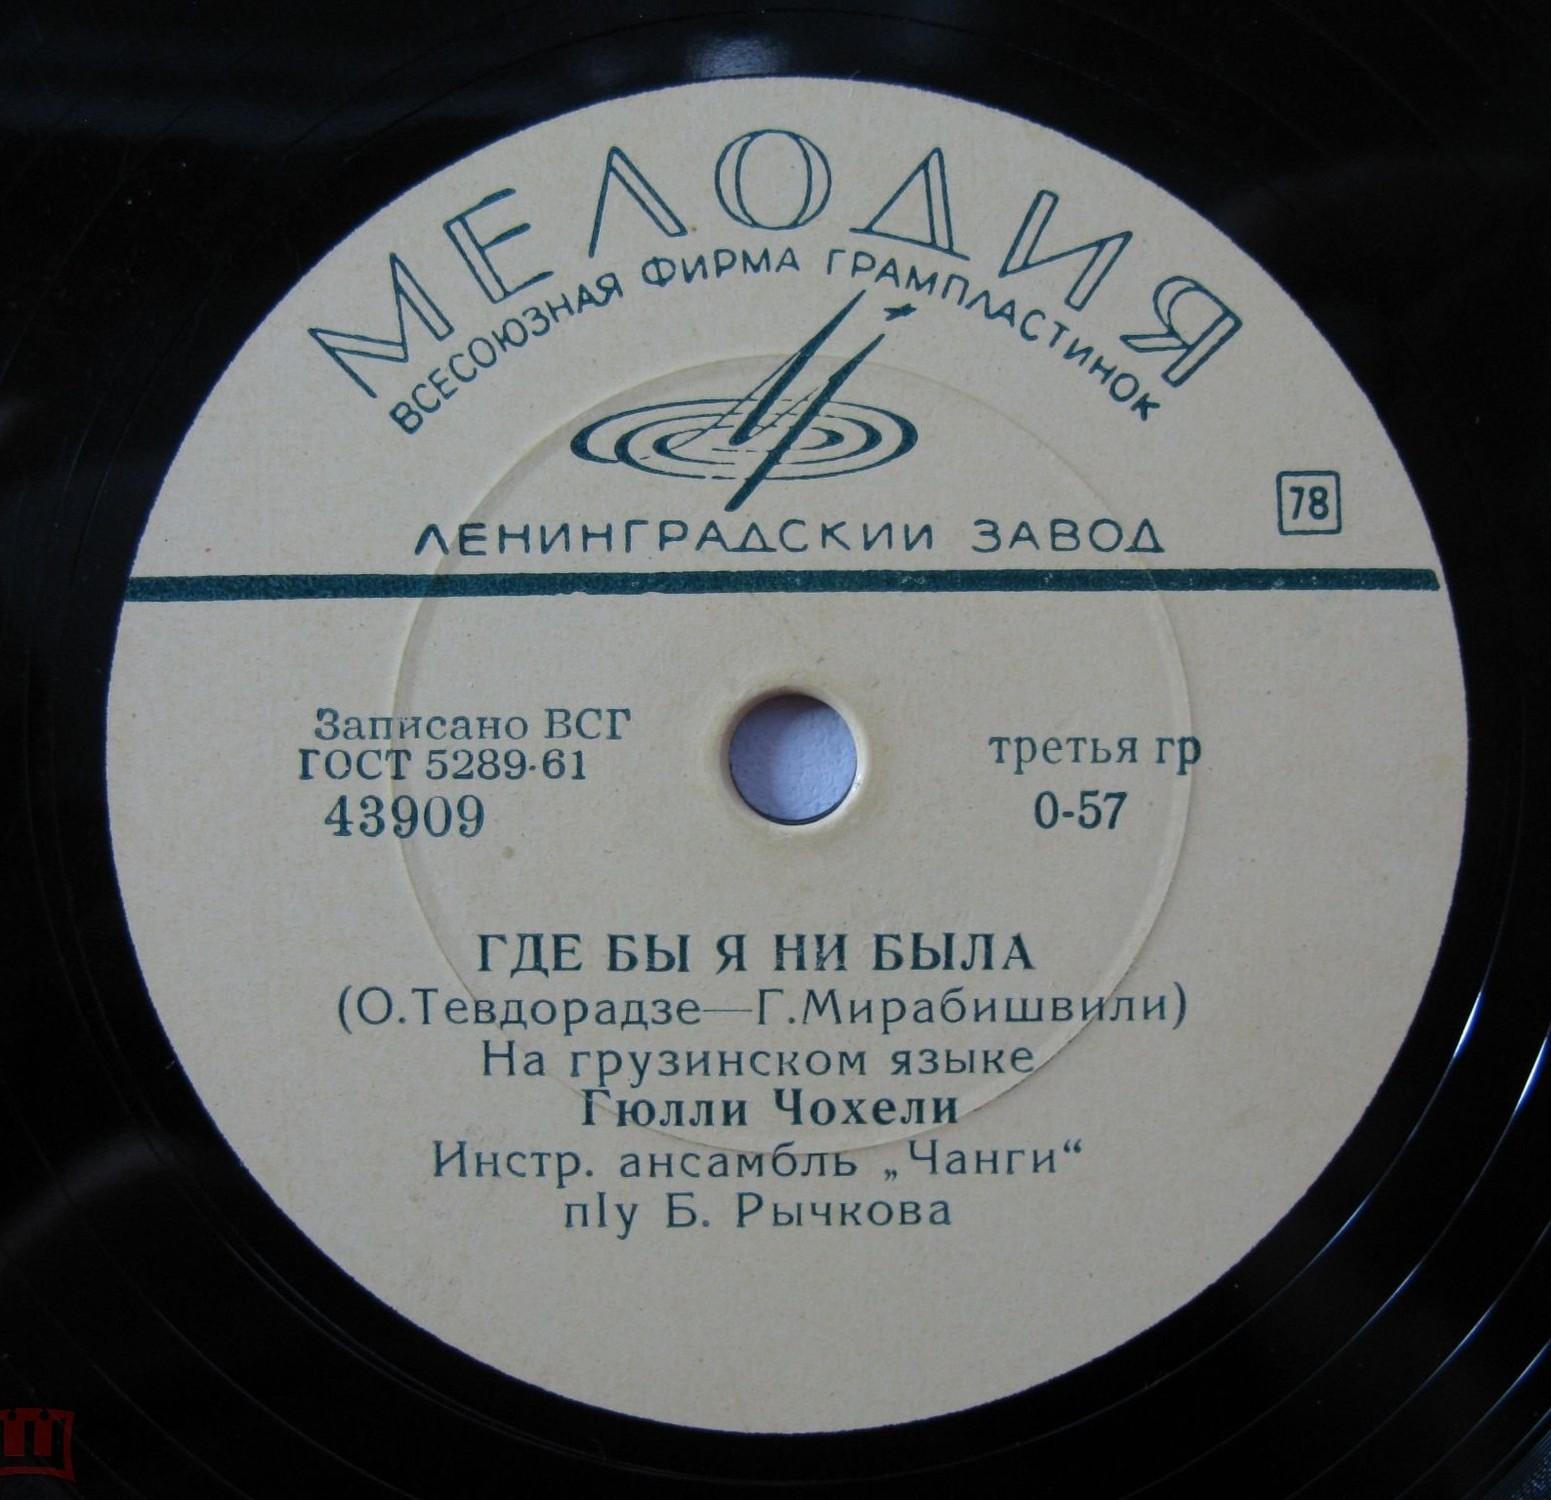 МЕЛОДИЯ
ВСЕСОЮЗНАЯ ФИРМА ГРАМПЛАСТИНОК
ЛЕНИНГРАДСКИИ ЗАВОД
78
Записано ВСГ
ГОСТ 5289-61
43909
третья гр
0-57
ГДЕ БЫ Я НИ БЫЛА
(О.Тевдорадзе—Г.Мирабишвили)
На грузинском языке
Гюлли Чохели
Инстр. ансамбль „Чанги“
п/у Б. Рычкова